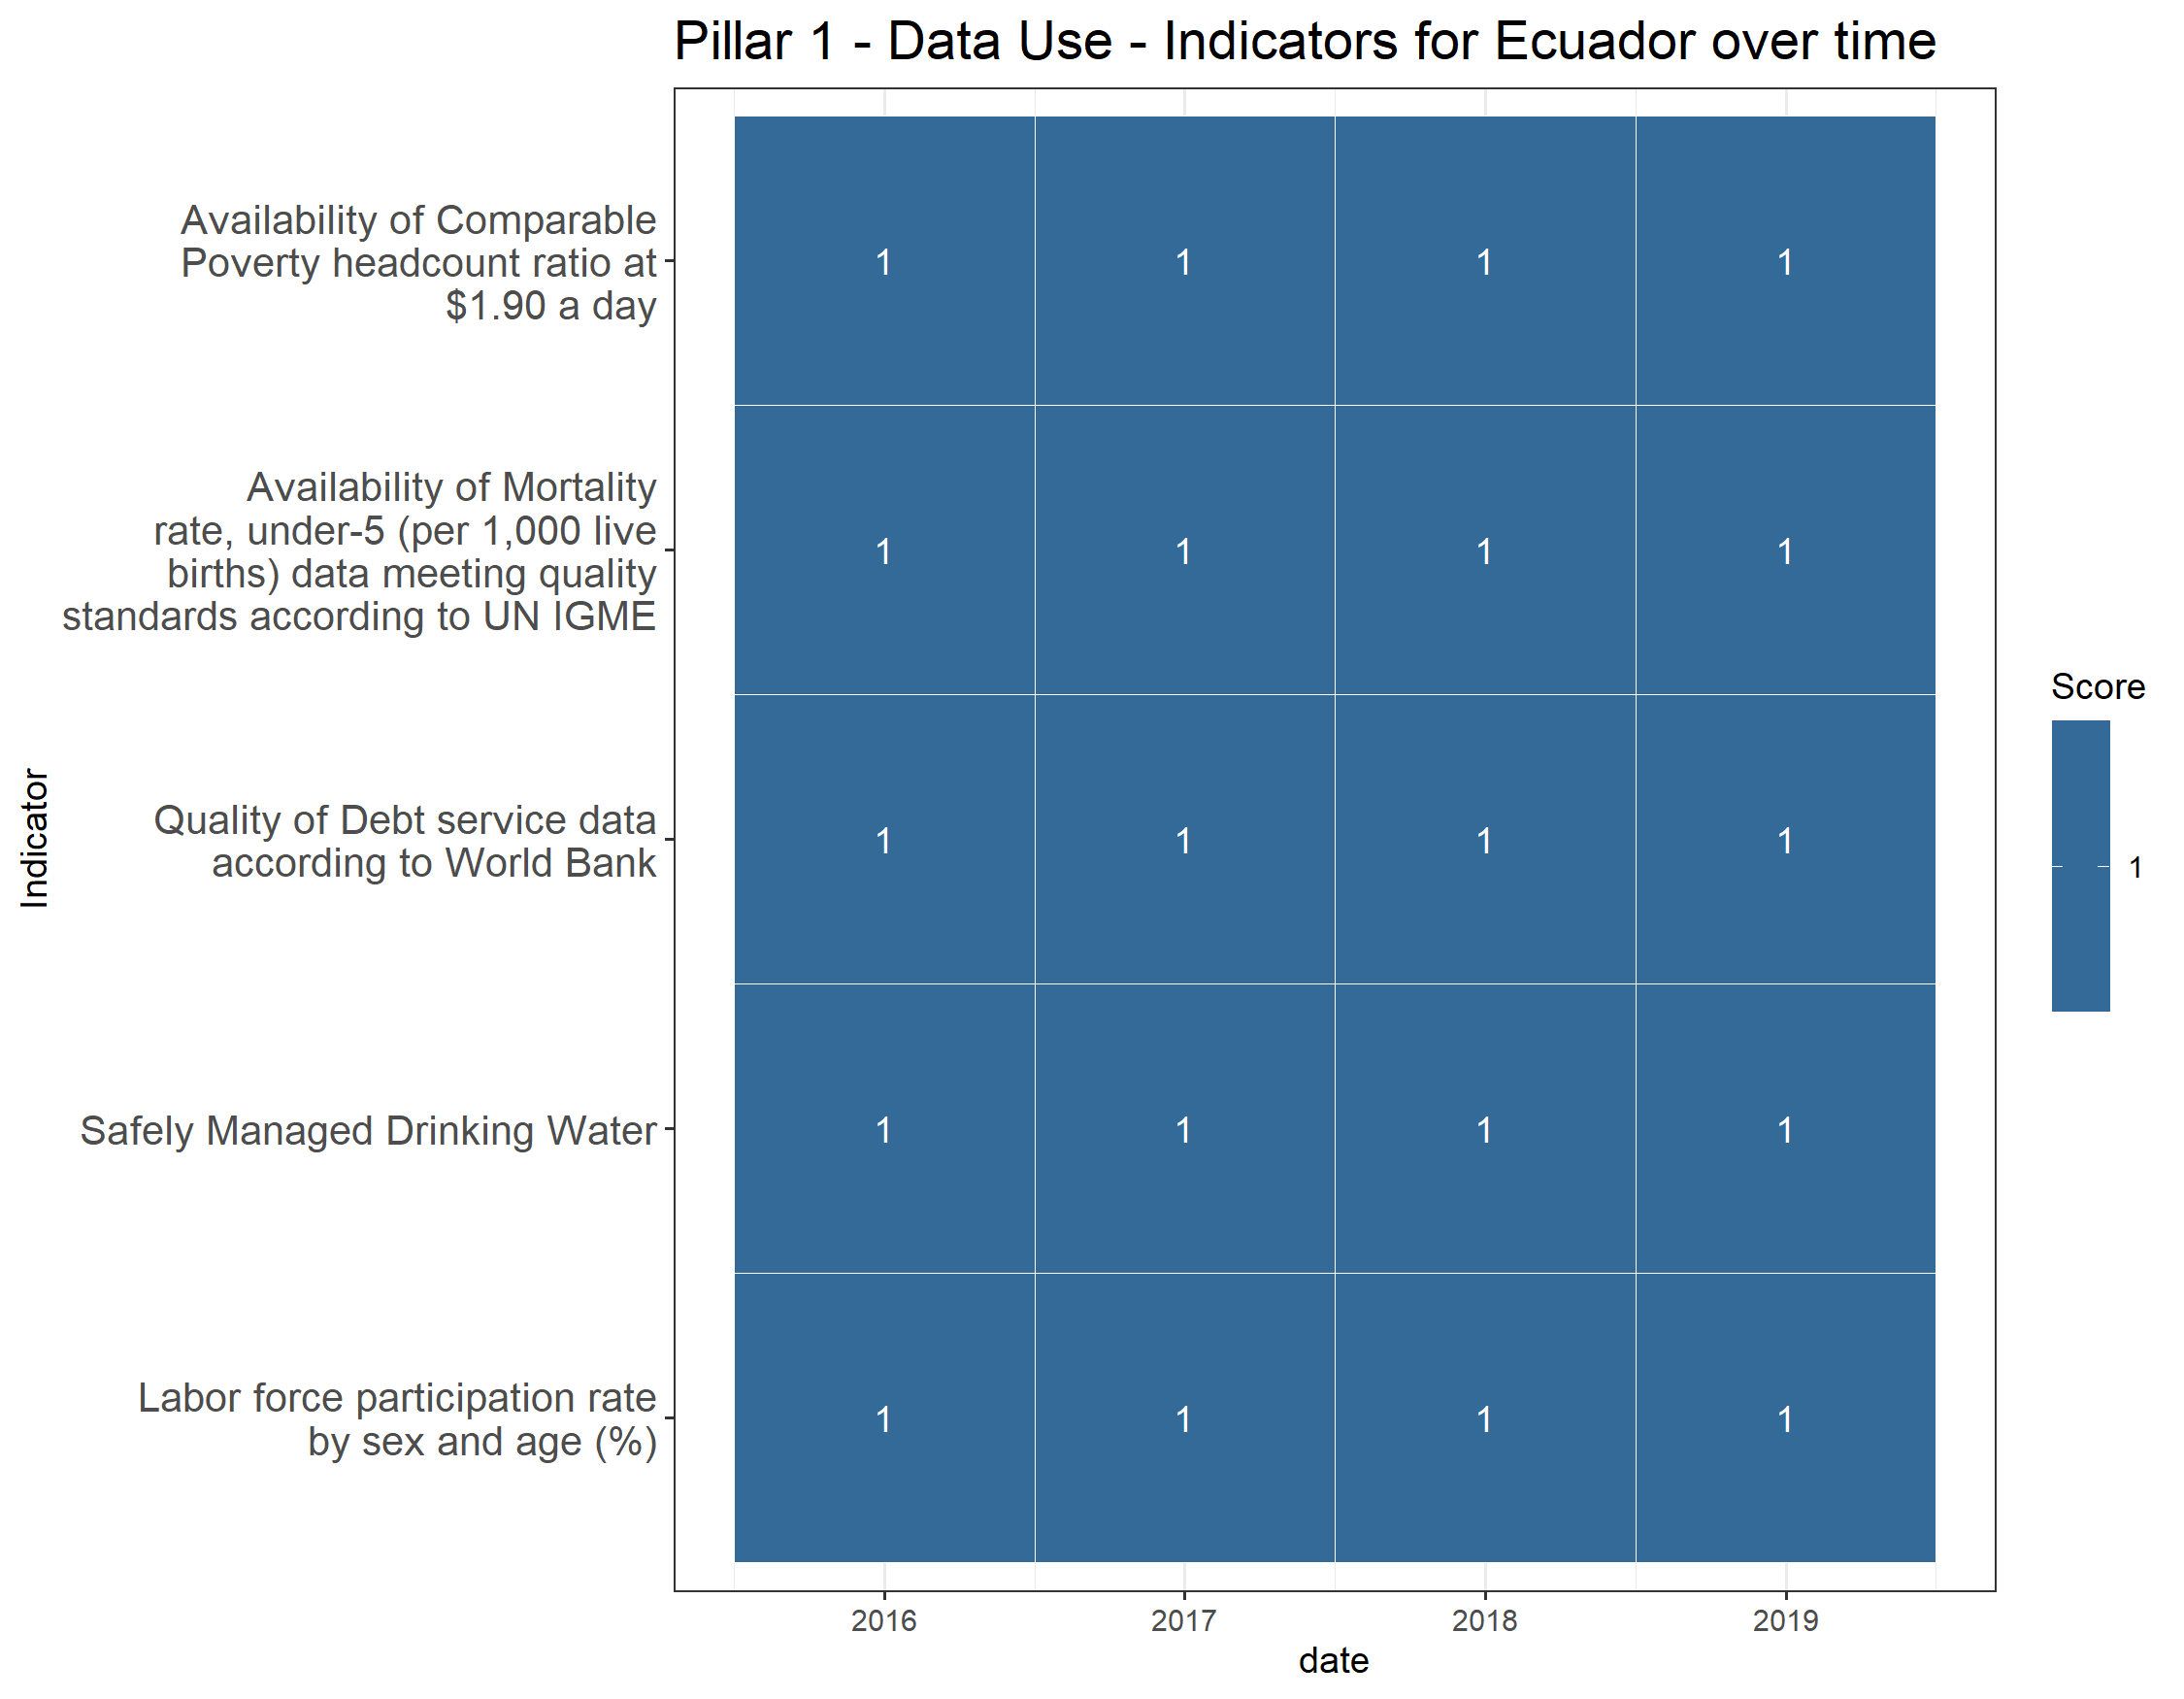 Pillar 1 - Data Use - Indicators for Ecuador over time
Indicator
Availability of Comparable
Poverty headcount ratio at
$1.90 a day
1 1 1 1
Availability of Mortality
rate, under-5 (per 1,000 live
births) data meeting quality
standards according to UN IGME
1 1 1 1
Quality of Debt service data
according to World Bank
1 1 1 1
Safely Managed Drinking Water
1 1 1 1
Labor force participation rate
by sex and age (%)
1 1 1 1
2016 2017 2018 2019
date
Score
1